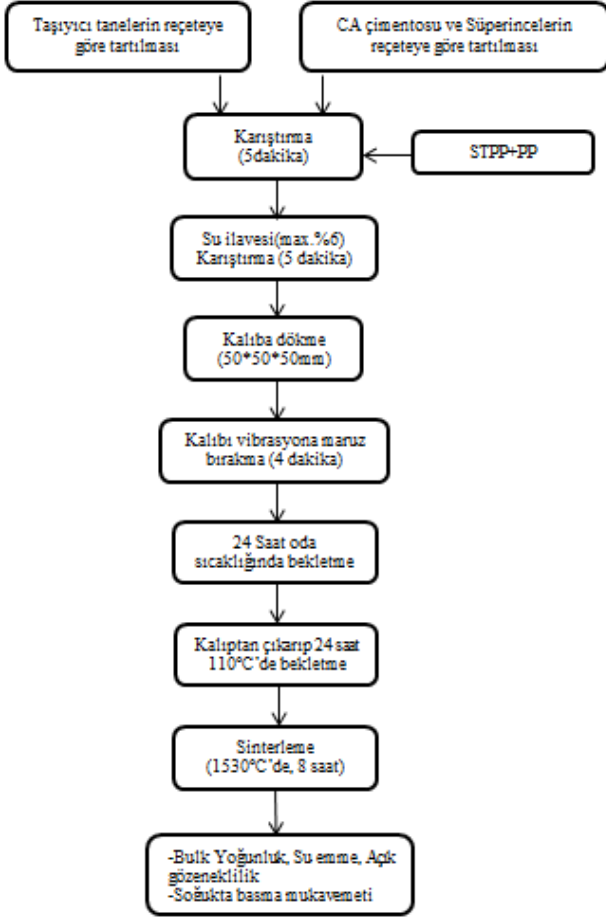 Taşıyıcı tanelerin reçeteye
göre tartılması
CA çimentosu ve Süperincelerin
reçeteye göre tartılması
Karıştırma
(5dakika)
STPP+PP
Su ilavesi(max.%6)
Karıştırma (5 dakika)
Kalıba dökme
(50*50*50mm)
Kalıbı vibrasyona maruz
bırakma (4 dakika)
24 Saat oda
sıcaklığında bekletme
Kalıptan çıkarıp 24 saat
110°C'de bekletme
Sinterleme
(1530°C'de, 8 saat)
-Bulk Yoğunluk, Su emme, Açık
gözeneklilik
-Soğukta basma mukavemeti